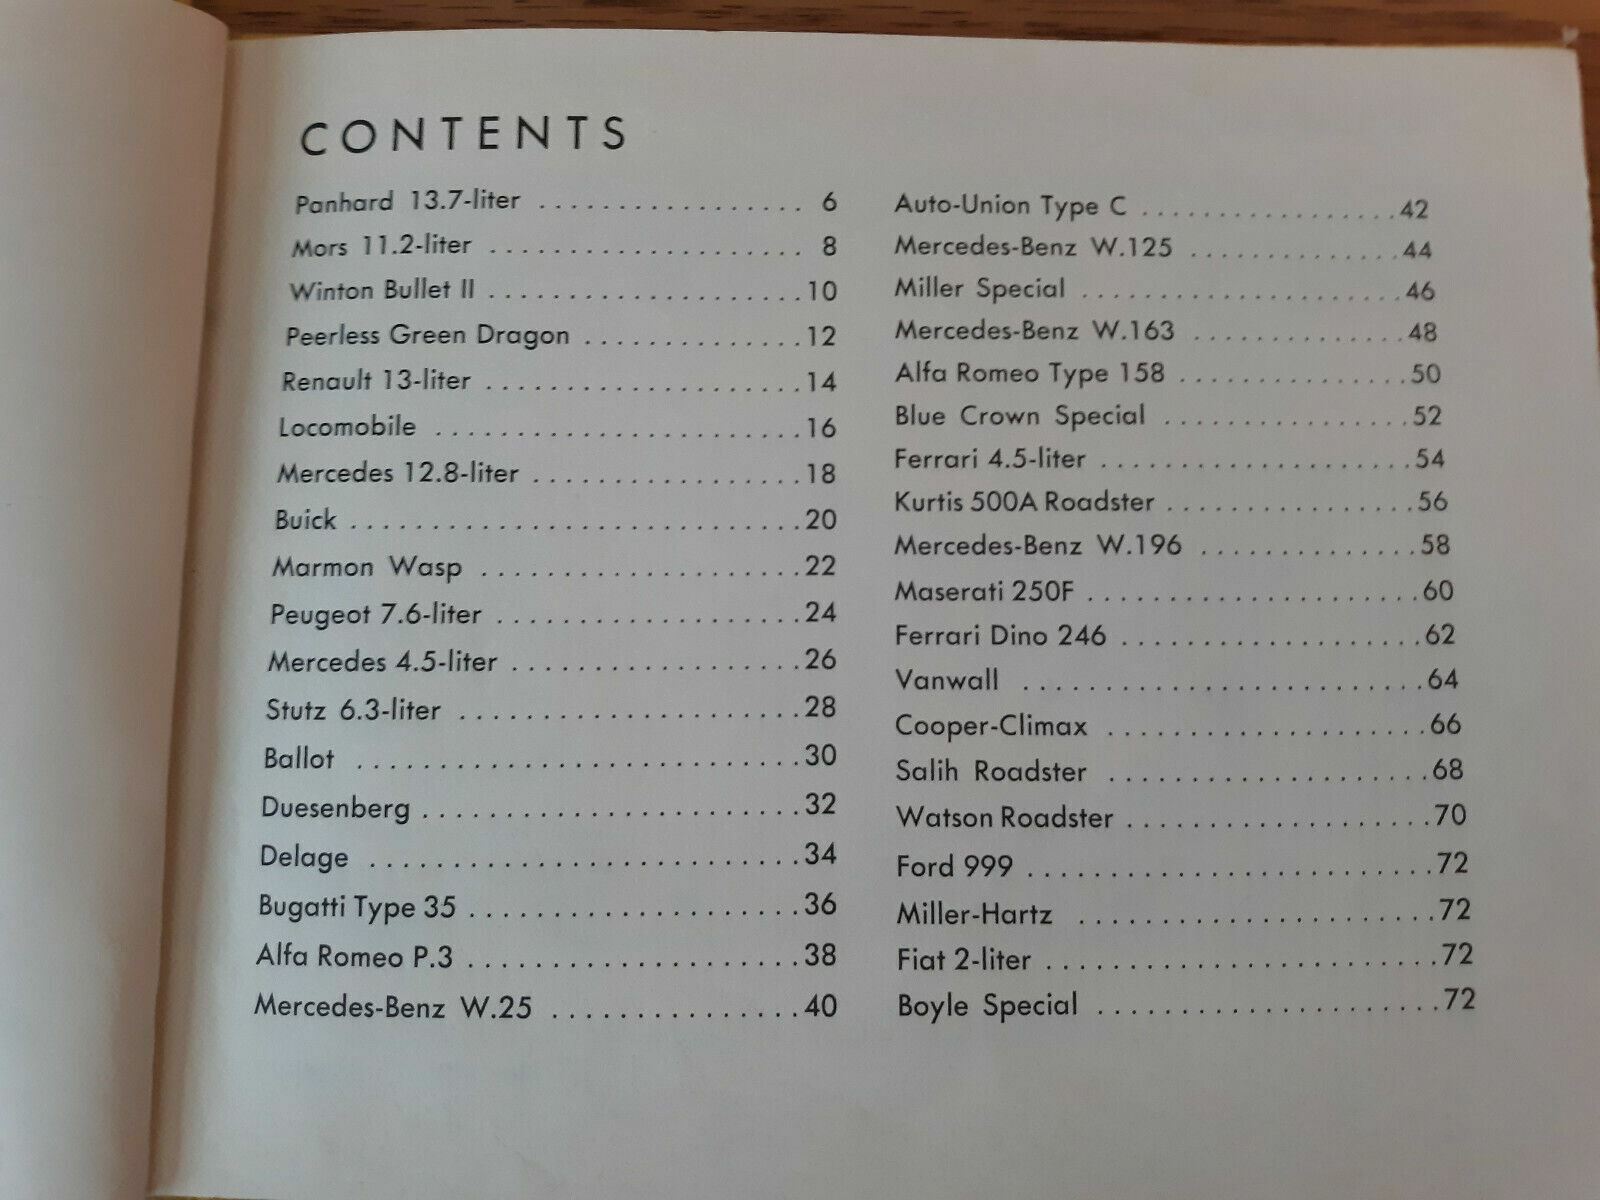 CONTENTS
Panhard 13.7-liter . . . . . . . . . . . . . . . . . . 6
Mors 11.2-liter . . . . . . . . . . . . . . . . . . . . . 8
Winton Bullet II . . . . . . . . . . . . . . . . . . . . . 10
Peerless Green Dragon . . . . . . . . . . . . . . . 12
Renault 13-liter . . . . . . . . . . . . . . . . . . . . . 14
Locomobile . . . . . . . . . . . . . . . . . . . . . . . . 16
Mercedes 12.8-liter . . . . . . . . . . . . . . . . . . 18
Buick . . . . . . . . . . . . . . . . . . . . . . . . . . . . . . 20
Marmon Wasp . . . . . . . . . . . . . . . . . . . . . 22
Peugeot 7.6-liter . . . . . . . . . . . . . . . . . . . . 24
Mercedes 4.5-liter . . . . . . . . . . . . . . . . . . . 26
Stutz 6.3-liter . . . . . . . . . . . . . . . . . . . . . . 28
Ballot . . . . . . . . . . . . . . . . . . . . . . . . . . . . . 30
Duesenberg . . . . . . . . . . . . . . . . . . . . . . . . 32
Delage . . . . . . . . . . . . . . . . . . . . . . . . . . . 34
Bugatti Type 35 . . . . . . . . . . . . . . . . . . . . . 36
Alfa Romeo P.3 . . . . . . . . . . . . . . . . . . . . . 38
Mercedes-Benz W.25 . . . . . . . . . . . . . . . . 40
Auto-Union Type C . . . . . . . . . . . . . . . . . 42
Mercedes-Benz W.125 . . . . . . . . . . . . . . 44
Miller Special . . . . . . . . . . . . . . . . . . . . . 46
Mercedes-Benz W.163 . . . . . . . . . . . . . . 48
Alfa Romeo Type 158 . . . . . . . . . . . . . . . 50
Blue Crown Special . . . . . . . . . . . . . . . . 52
Ferrari 4.5-liter . . . . . . . . . . . . . . . . . . . . 54
Kurtis 500A Roadster . . . . . . . . . . . . . . . . 56
Mercedes-Benz W.196 . . . . . . . . . . . . . . 58
Maserati 250F . . . . . . . . . . . . . . . . . . . . . 60
Ferrari Dino 246 . . . . . . . . . . . . . . . . . . . 62
Vanwall . . . . . . . . . . . . . . . . . . . . . . . . . . 64
Cooper-Climax . . . . . . . . . . . . . . . . . . . . 66
Salih Roadster . . . . . . . . . . . . . . . . . . . . 68
Watson Roadster . . . . . . . . . . . . . . . . . . . 70
Ford 999 . . . . . . . . . . . . . . . . . . . . . . . . . . 72
Miller-Hartz . . . . . . . . . . . . . . . . . . . . . . . 72
Fiat 2-liter . . . . . . . . . . . . . . . . . . . . . . . . . 72
Boyle Special . . . . . . . . . . . . . . . . . . . . . . 72